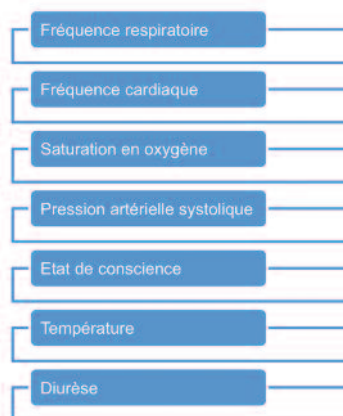 Fréquence respiratoire
Fréquence cardiaque
Saturation en oxygène
Pression artérielle systolique
Etat de conscience
Température
Diurèse